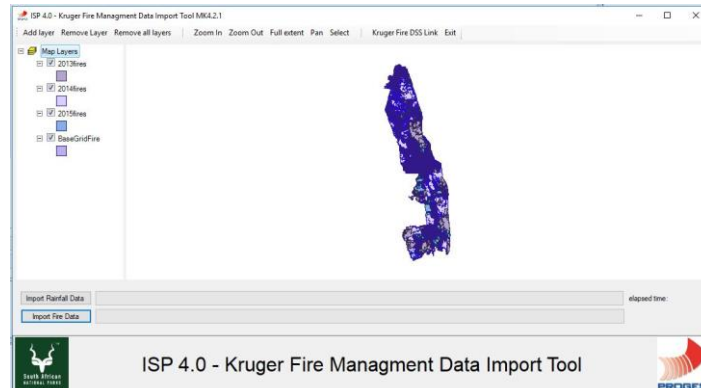 ISP 4.0 - Kruger Fire Managment Data Import Tool MK4.2.1
Add layer Remove Layer Remove all layers Zoom In Zoom Out Full extent Pan Select Kruger Fire DSS Link Exit
Map Layers
2013fires
2014fires
2015fires
BaseGridFire
Import Rainfall Data
elapsed time:
Import Fire Data
ISP 4.0 - Kruger Fire Managment Data Import Tool
South African
NATIONAL PARKS